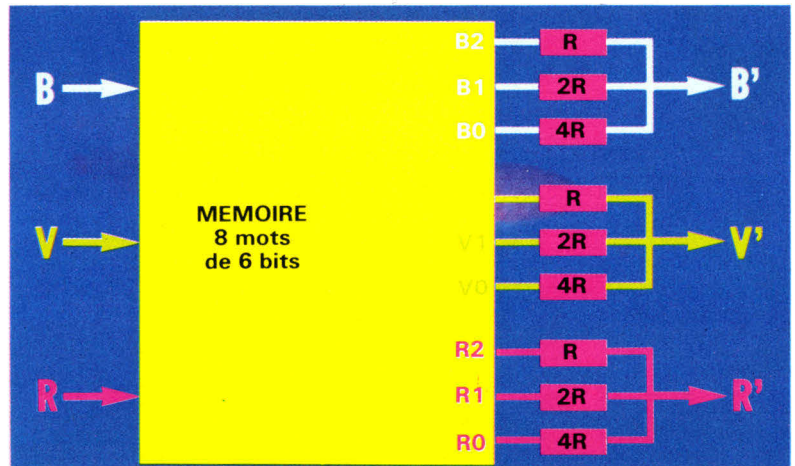 B2 R
B B1 2R B'
B0 4R
MEMOIRE
8 mots
de 6 bits
R
V V1 2R V'
V0 4R
R2 R
R R1 2R R'
R0 4R